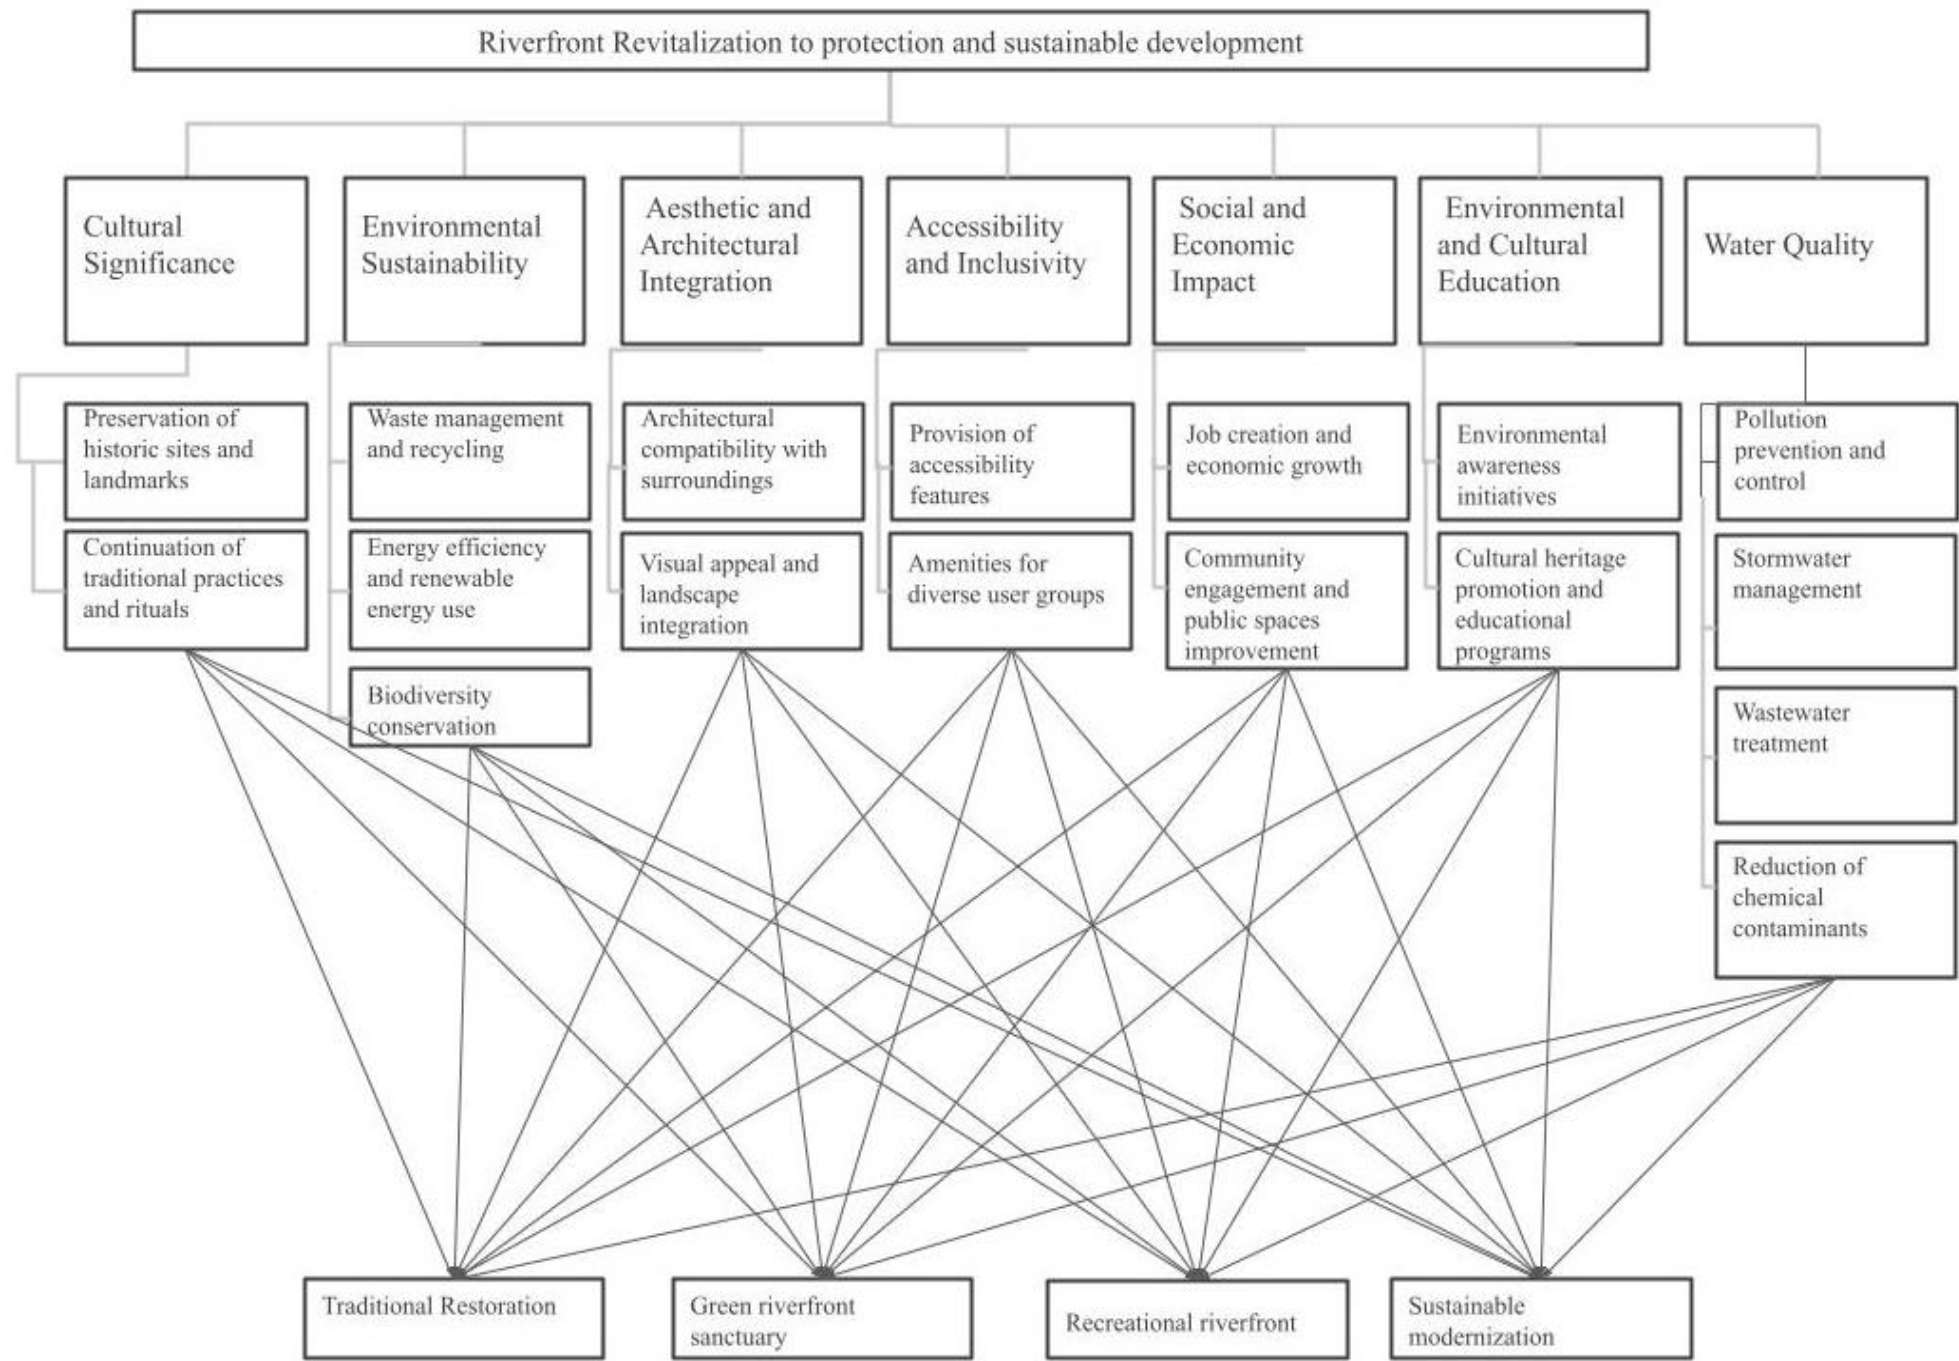 Riverfront Revitalization to protection and sustainable development
Cultural
Significance
Environmental
Sustainability
Aesthetic and
Architectural
Integration
Accessibility
and Inclusivity
Social and
Economic
Impact
Environmental
and Cultural
Education
Water Quality
Preservation of
historic sites and
landmarks
Waste management
and recycling
Architectural
compatibility with
surroundings
Provision of
accessibility
features
Job creation and
economic growth
Environmental
awareness
initiatives
Pollution
prevention and
control
Continuation of
traditional practices
and rituals
Energy efficiency
and renewable
energy use
Visual appeal and
landscape
integration
Amenities for
diverse user groups
Community
engagement and
public spaces
improvement
Cultural heritage
promotion and
educational
programs
Stormwater
management
Biodiversity
conservation
Wastewater
treatment
Reduction of
chemical
contaminants
Traditional Restoration
Green riverfront
sanctuary
Recreational riverfront
Sustainable
modernization